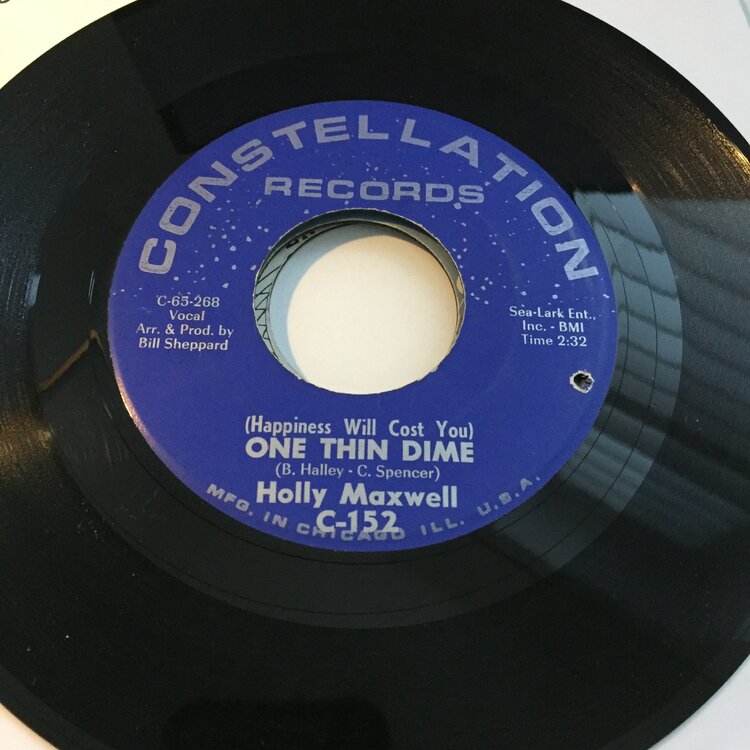 CONSTELLATION
RECORDS
C-65-268
Vocal
Arr. & Prod. by
Bill Sheppard
Sea-Lark Ent.,
Inc. - BMI
Time 2:32
(Happiness Will Cost You)
ONE THIN DIME
(B. Halley - C. Spencer)
Holly Maxwell
C-152
MFG. IN CHICAGO ILL. U.S.A.